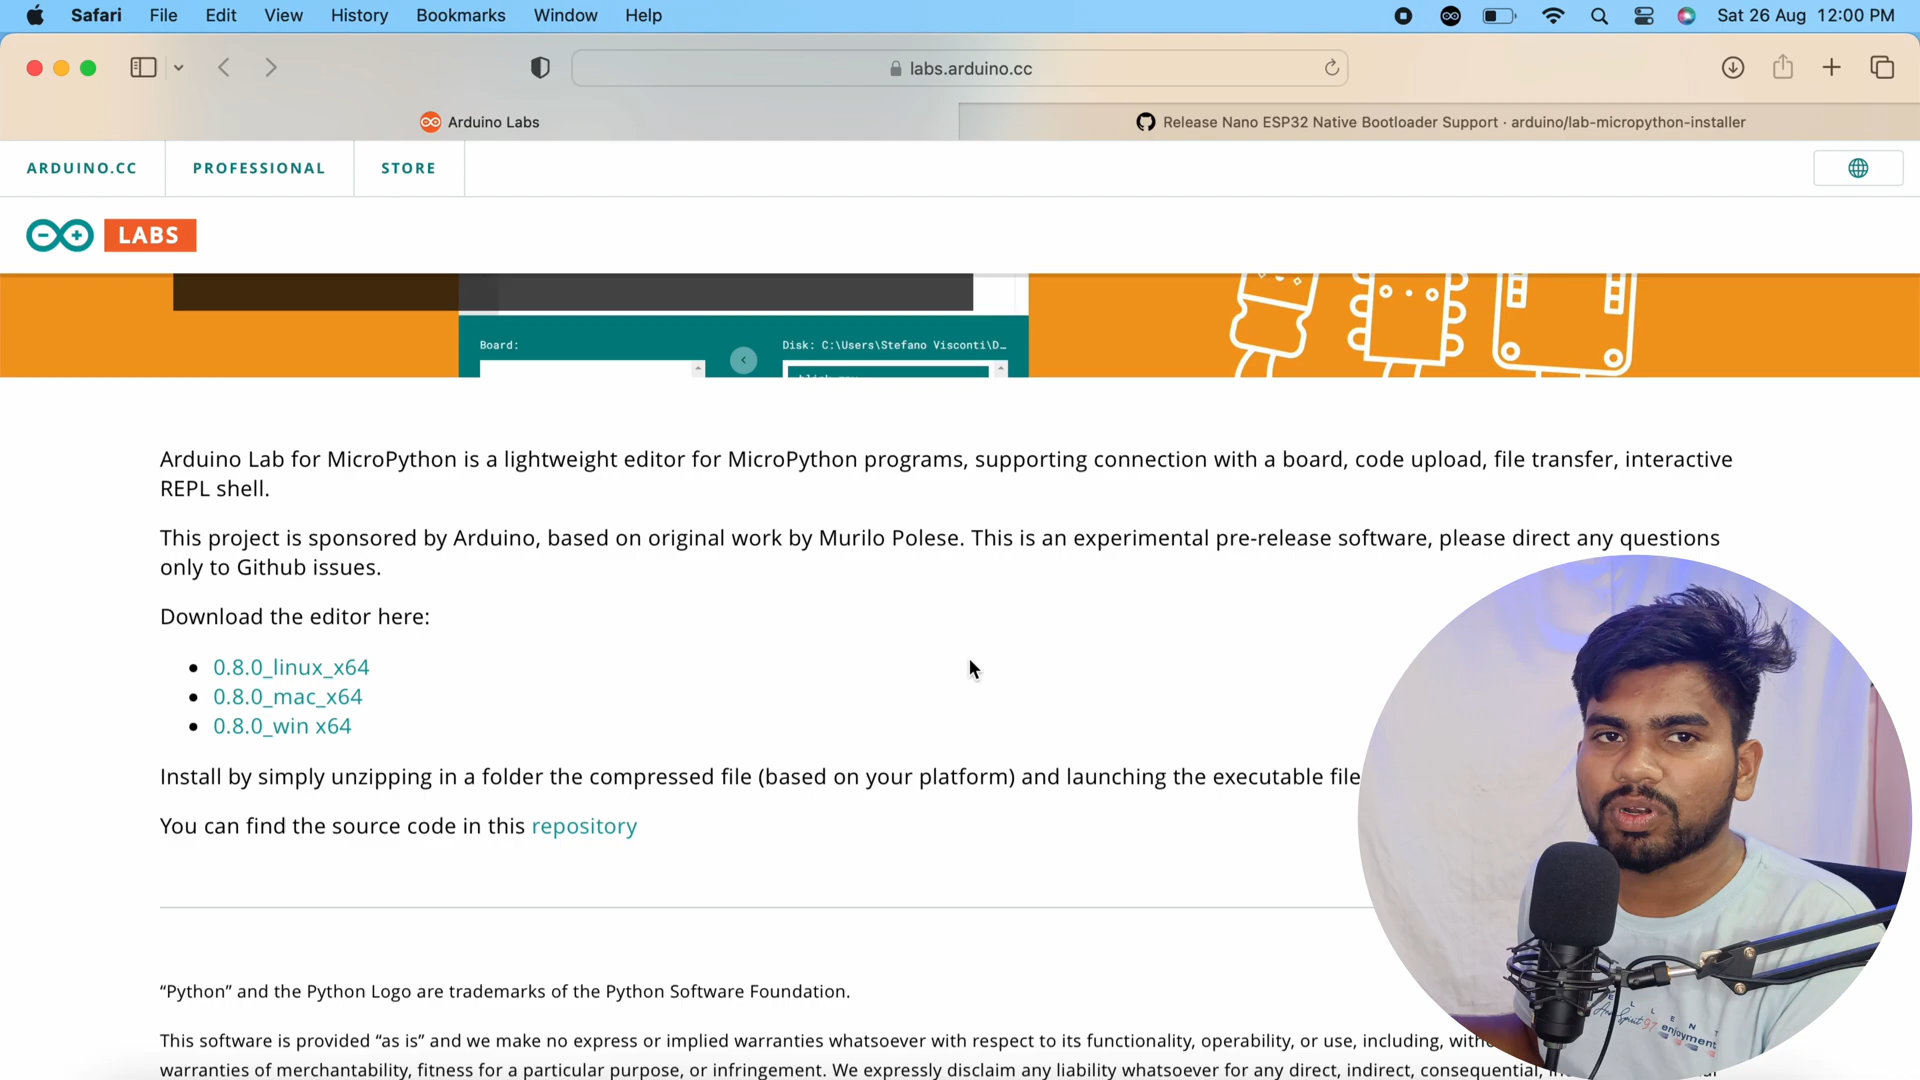 Safari File Edit View History Bookmarks Window Help Sat 26 Aug 12:00 PM
labs.arduino.cc
Arduino Labs
Release Nano ESP32 Native Bootloader Support · arduino/lab-micropython-installer
ARDUINO.CC PROFESSIONAL STORE
LABS
Board:
Disk: C:\Users\Stefano Visconti\D...
Arduino Lab for MicroPython is a lightweight editor for MicroPython programs, supporting connection with a board, code upload, file transfer, interactive
REPL shell.
This project is sponsored by Arduino, based on original work by Murilo Polese. This is an experimental pre-release software, please direct any questions
only to Github issues.
Download the editor here:
• 0.8.0_linux_x64
• 0.8.0_mac_x64
• 0.8.0_win x64
Install by simply unzipping in a folder the compressed file (based on your platform) and launching the executable file
You can find the source code in this repository
“Python” and the Python Logo are trademarks of the Python Software Foundation.
This software is provided “as is” and we make no express or implied warranties whatsoever with respect to its functionality, operability, or use, including,
warranties of merchantability, fitness for a particular purpose, or infringement. We expressly disclaim any liability whatsoever for any direct, indirect, consequential,
enjoyment